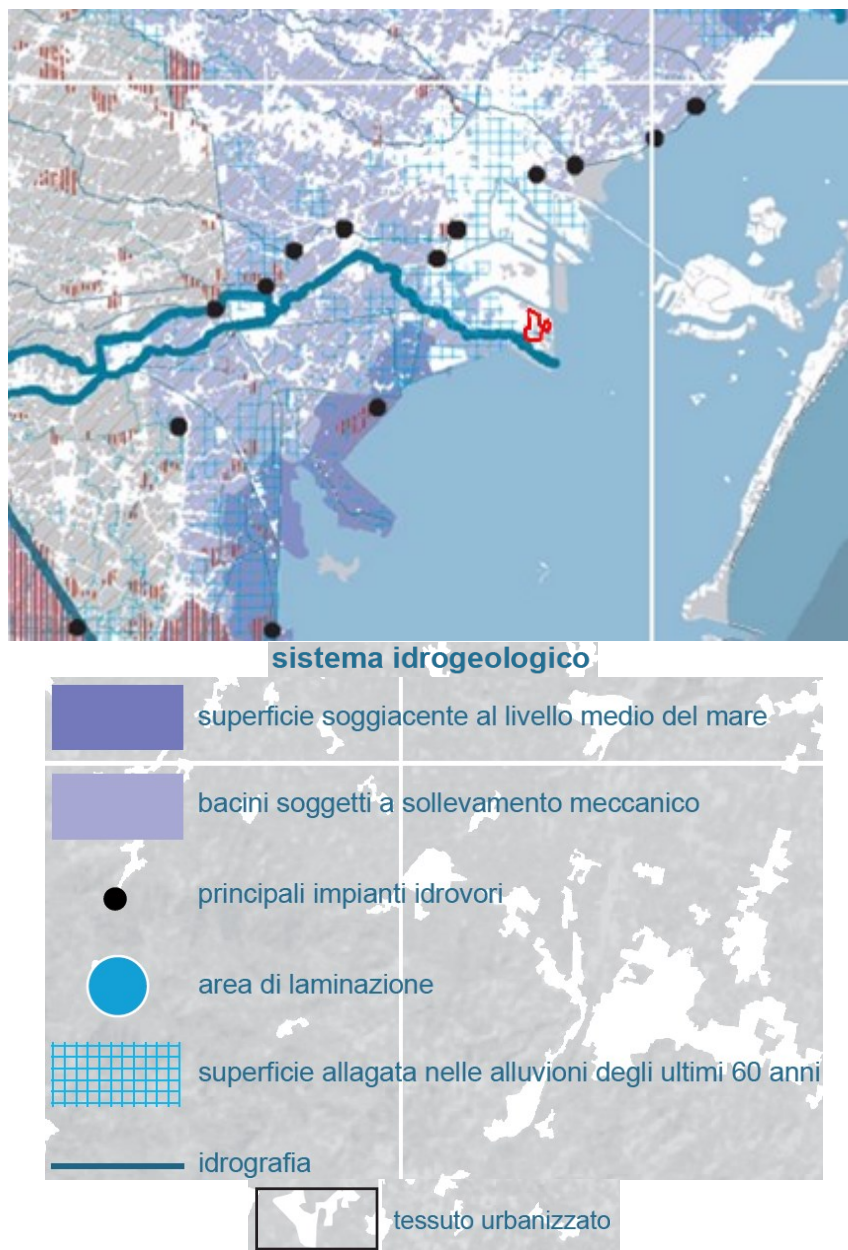 sistema idrogeologico
superficie soggiacente al livello medio del mare
bacini soggetti a sollevamento meccanico
principali impianti idrovori
area di laminazione
superficie allagata nelle alluvioni degli ultimi 60 anni
idrografia
tessuto urbanizzato